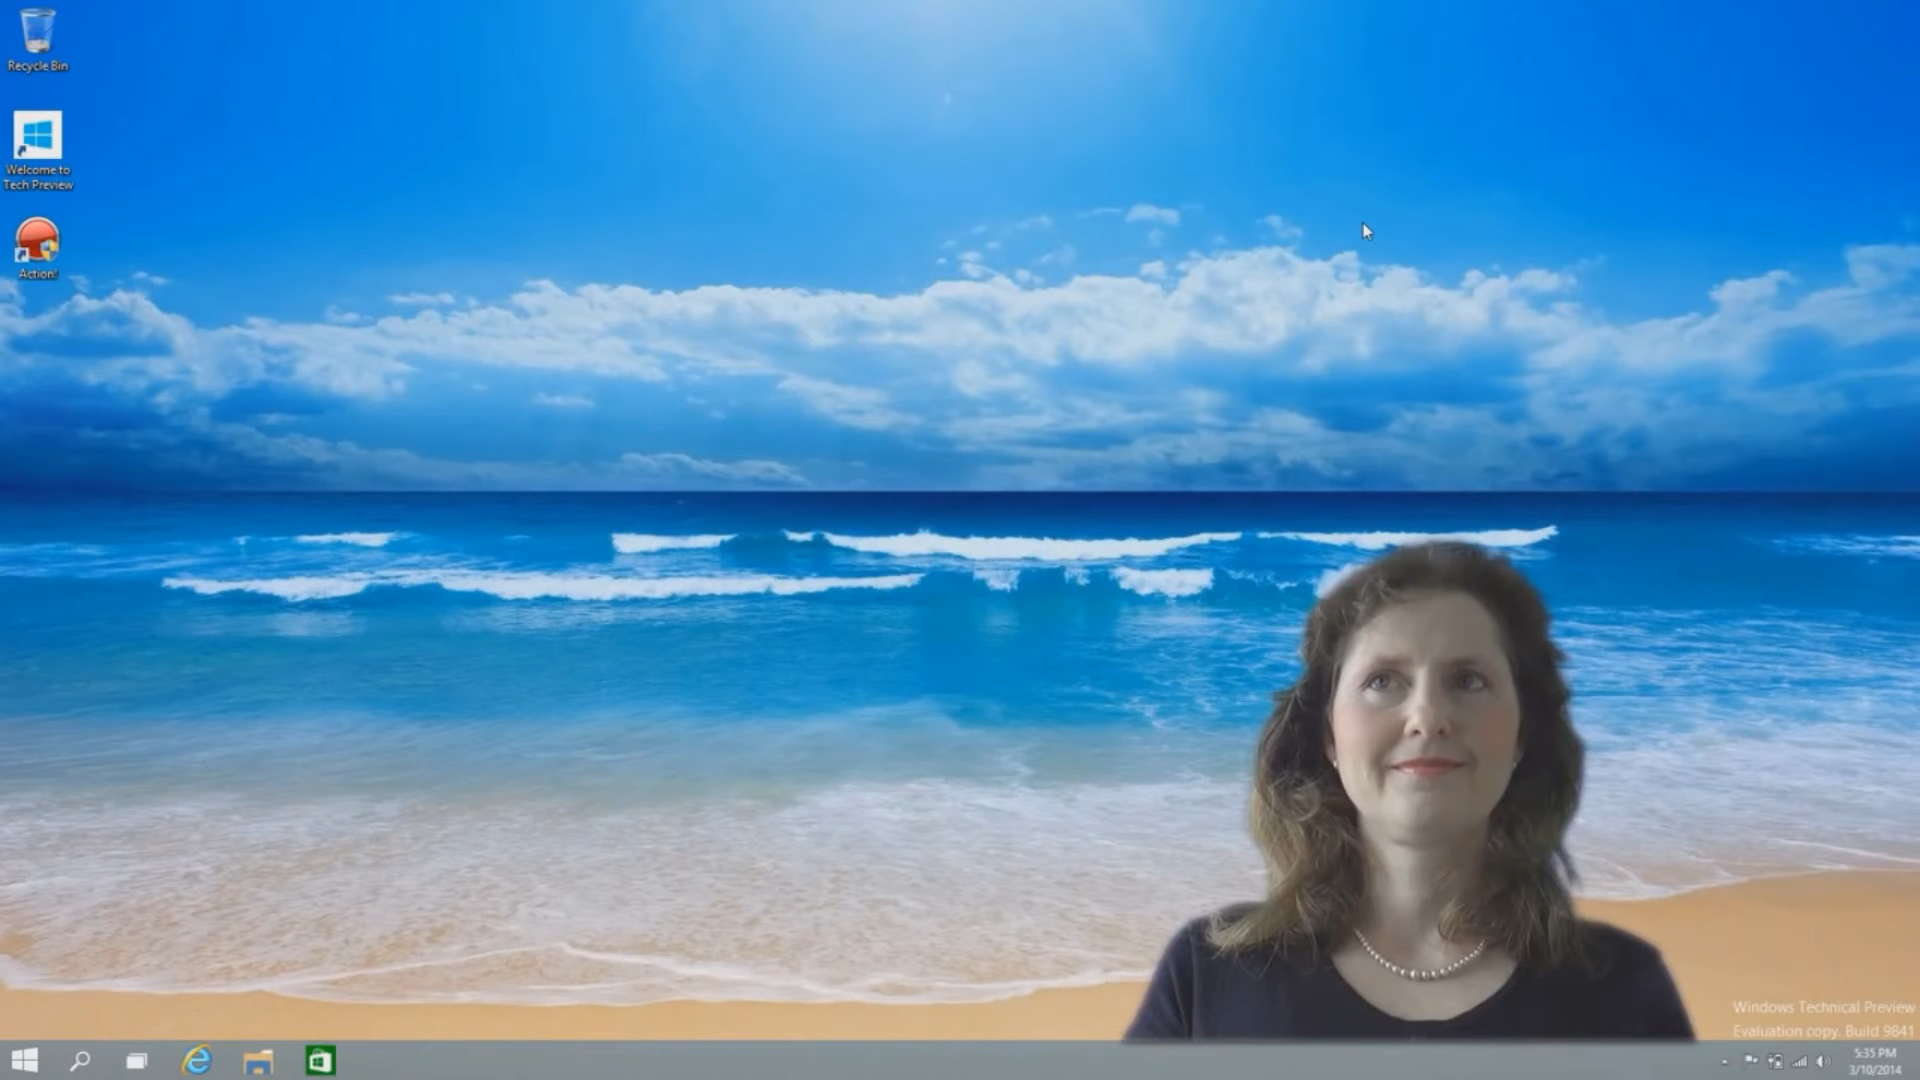 Recycle Bin
Welcome to
Tech Preview
Action!
Windows Technical Preview
Evaluation copy. Build 9841
5:35 PM
3/10/2014